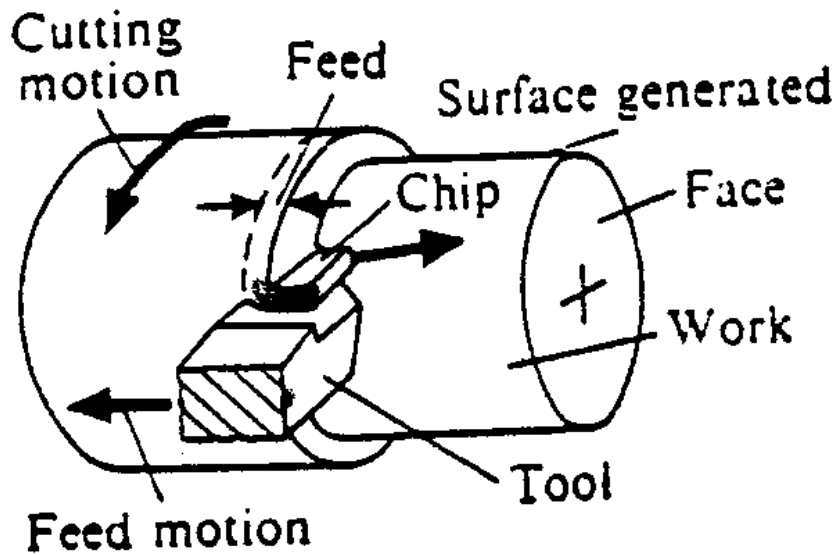 Cutting
motion
Feed
Surface generated
Chip
Face
Work
Tool
Feed motion